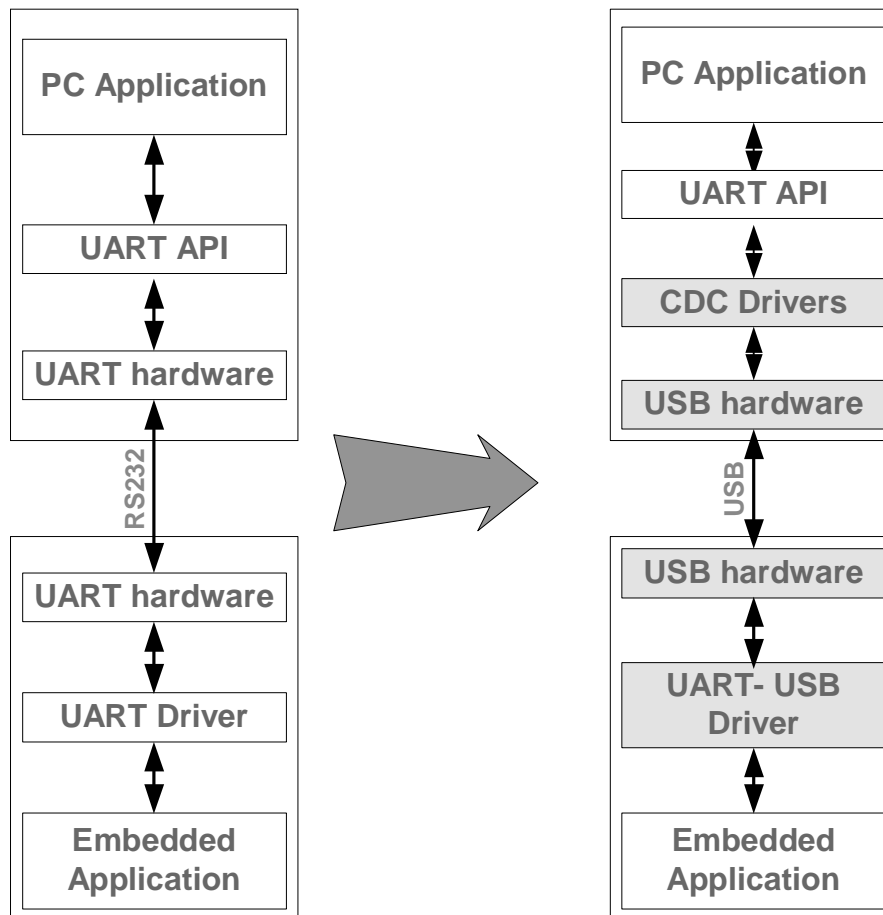 PC Application
UART API
UART hardware
RS232
UART hardware
UART Driver
Embedded
Application
PC Application
UART API
CDC Drivers
USB hardware
USB
USB hardware
UART- USB
Driver
Embedded
Application